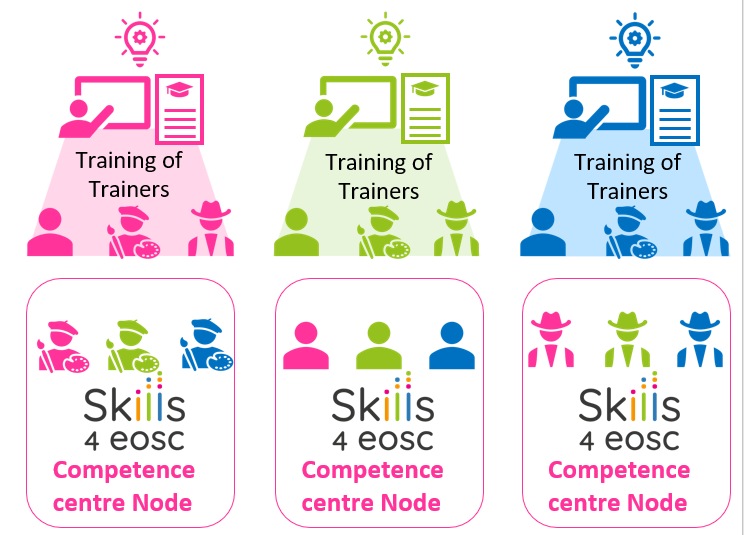 Training of
Trainers
Training of
Trainers
Training of
Trainers
Skills
4 eosc
Competence
centre Node
Skills
4 eosc
Competence
centre Node
Skills
4 eosc
Competence
centre Node